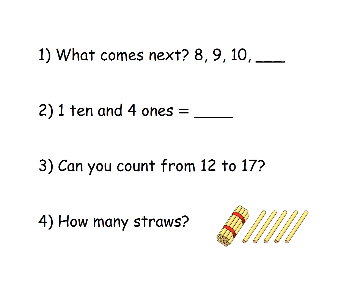 1) What comes next? 8, 9, 10, ___
2) 1 ten and 4 ones = ____
3) Can you count from 12 to 17?
4) How many straws?